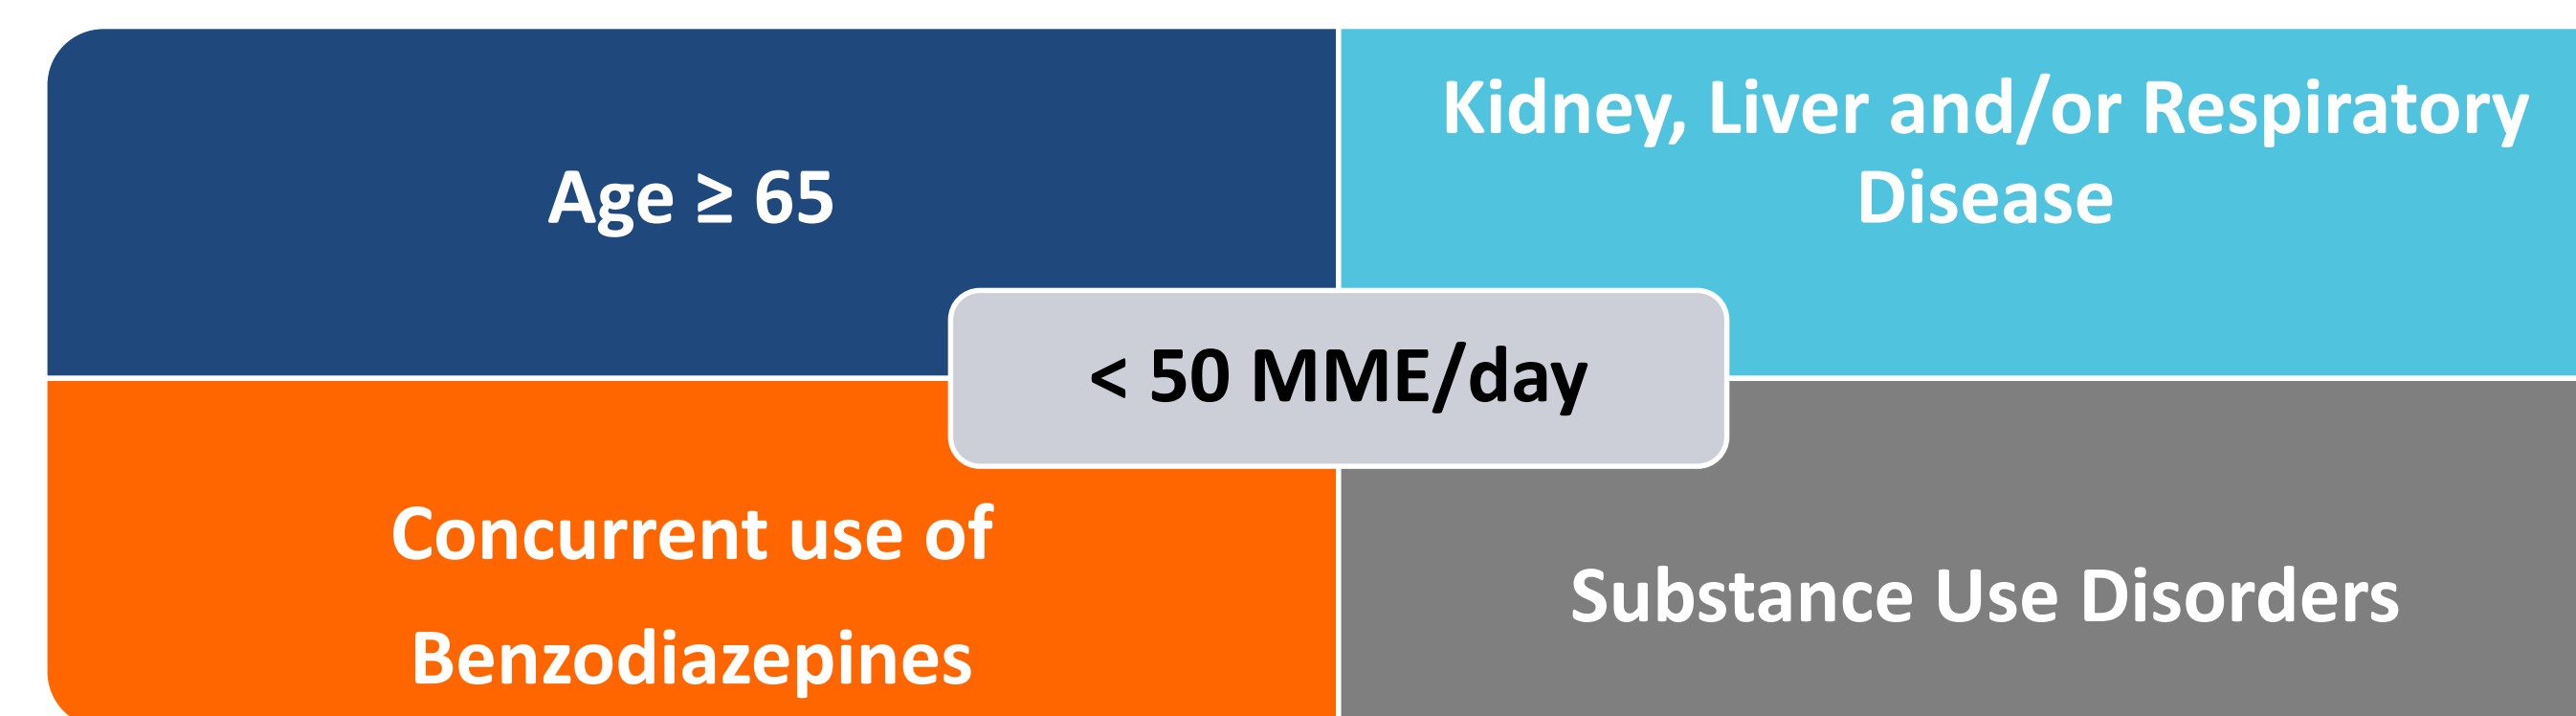 Age ≥ 65
Kidney, Liver and/or Respiratory
Disease
< 50 MME/day
Concurrent use of
Benzodiazepines
Substance Use Disorders